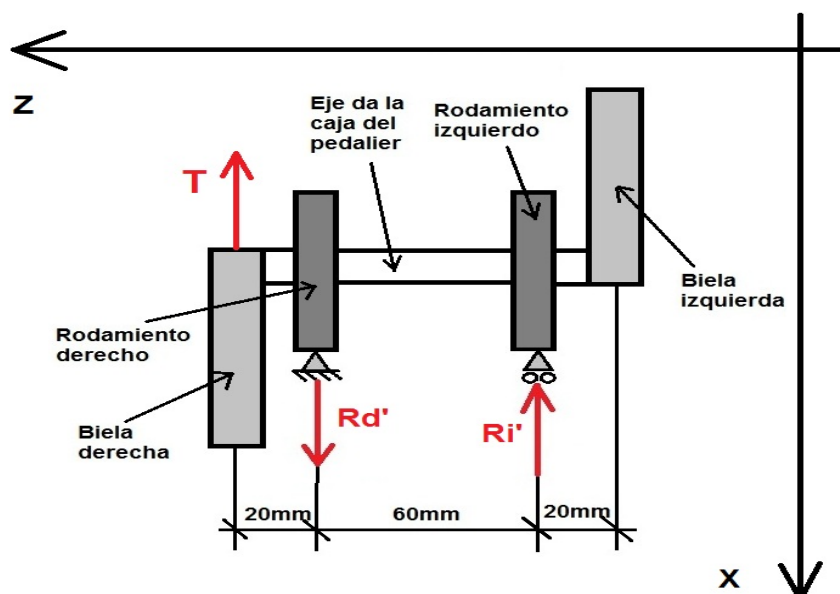 Z
Eje da la
caja del
pedalier
Rodamiento
izquierdo
T
Biela
izquierda
Rodamiento
derecho
Rd'
Ri'
Biela
derecha
20mm
60mm
20mm
X